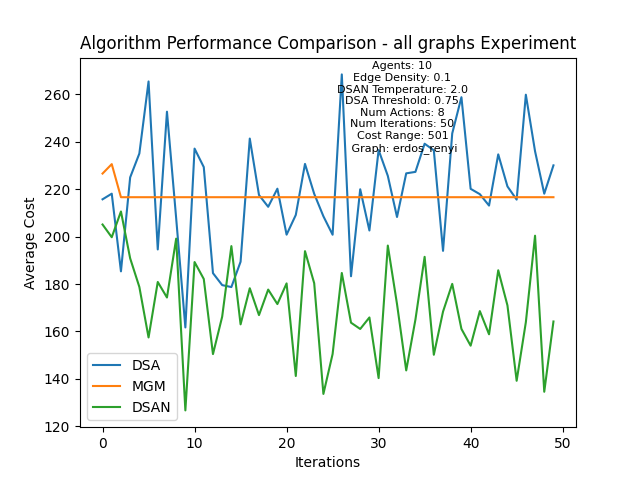 Algorithm Performance Comparison - all graphs Experiment
Agents: 10
Edge Density: 0.1
DSAN Temperature: 2.0
DSA Threshold: 0.75
Num Actions: 8
Num Iterations: 50
Cost Range: 501
Graph: erdos_renyi
260
240
220
200
180
160
140
120
Average Cost
DSA
MGM
DSAN
0
10
20
30
40
50
Iterations